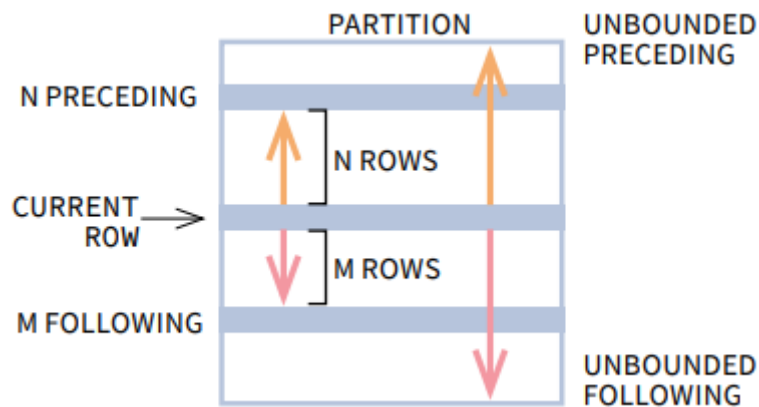 PARTITION
UNBOUNDED
PRECEDING
N PRECEDING
N ROWS
CURRENT
ROW
M ROWS
M FOLLOWING
UNBOUNDED
FOLLOWING